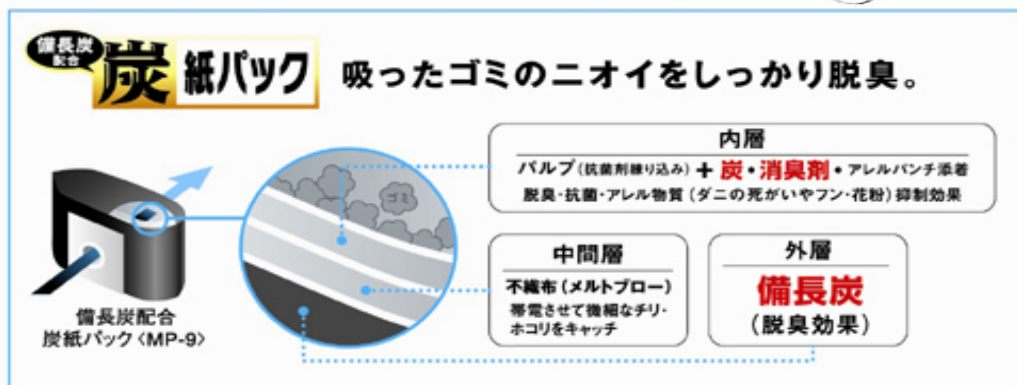 備長炭
配合
炭紙パック 吸ったゴミのニオイをしっかり脱臭。
内層
パルプ(抗菌剤練り込み)+炭・消臭剤・アレルパンチ添着
脱臭・抗菌・アレル物質(ダニの死がいやフン・花粉)抑制効果
ゴミ
中間層
不織布(メルトブロー)
帯電させて微細なチリ・
ホコリをキャッチ
外層
備長炭
(脱臭効果)
備長炭配合
炭紙パック〈MP-9〉